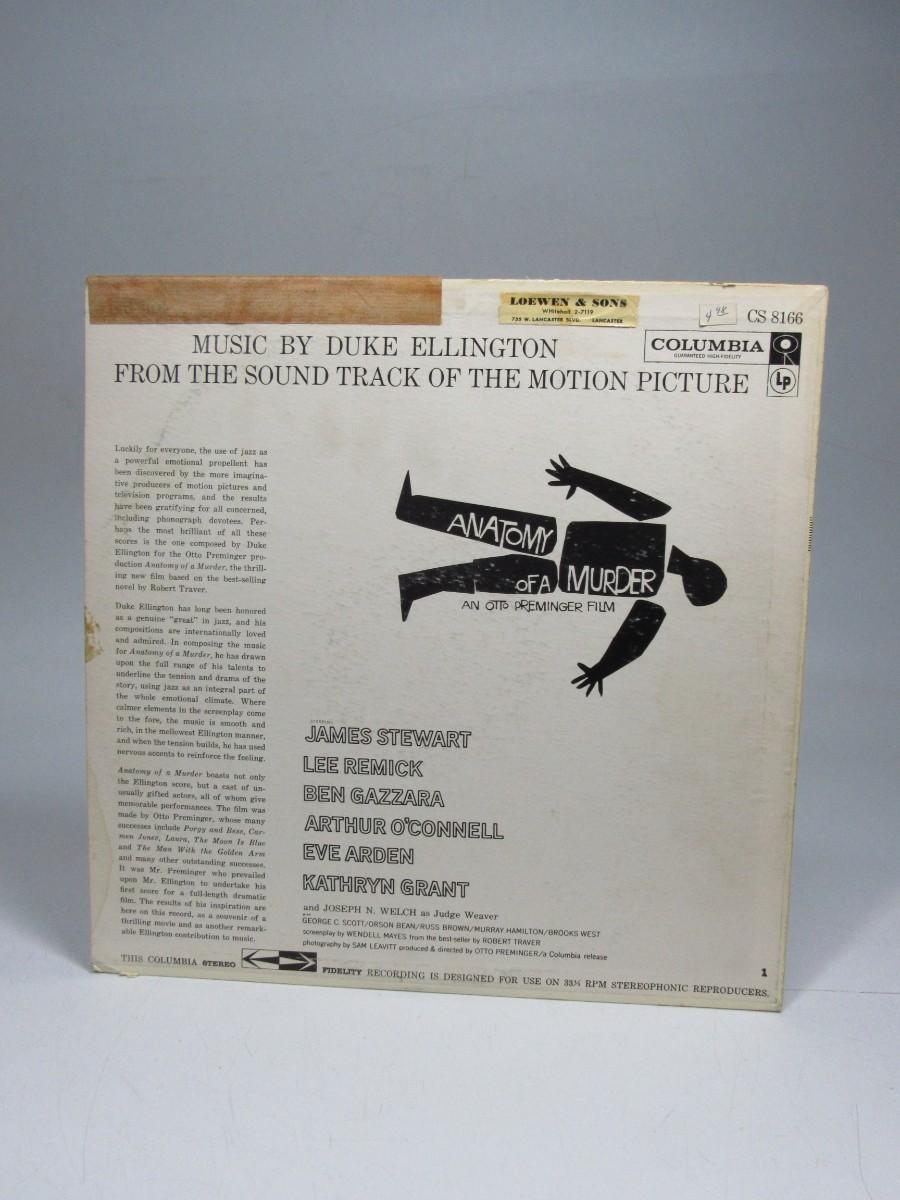 LOEWEN & SONS
WHitehall 2-7119
735 W. LANCASTER BLVD. LANCASTER
4 98
CS 8166
MUSIC BY DUKE ELLINGTON
FROM THE SOUND TRACK OF THE MOTION PICTURE
COLUMBIA
GUARANTEED HIGH-FIDELITY
Lp
Luckily for everyone, the use of jazz as
a powerful emotional propellent has
been discovered by the more imagina-
tive producers of motion pictures and
television programs, and the results
have been gratifying for all concerned,
including phonograph devotees. Per-
haps the most brilliant of all these
scores is the one composed by Duke
Ellington for the Otto Preminger pro-
duction Anatomy of a Murder, the thrill-
ing new film based on the best-selling
novel by Robert Traver.
Duke Ellington has long been honored
as a genuine "great" in jazz, and his
compositions are internationally loved
and admired. In composing the music
for Anatomy of a Murder, he has drawn
upon the full range of his talents to
underline the tension and drama of the
story, using jazz as an integral part of
the whole emotional climate. Where
calmer elements in the screenplay come
to the fore, the music is smooth and
rich, in the mellowest Ellington manner,
and when the tension builds, he has used
nervous accents to reinforce the feeling.
Anatomy of a Murder boasts not only
the Ellington score, but a cast of un-
usually gifted actors, all of whom give
memorable performances. The film was
made by Otto Preminger, whose many
successes include Porgy and Bess, Car-
men Jones, Laura, The Moon Is Blue
and The Man With the Golden Arm
and many other outstanding successes.
It was Mr. Preminger who prevailed
upon Mr. Ellington to undertake his
first score for a full-length dramatic
film. The results of his inspiration are
here on this record, as a souvenir of a
thrilling movie and as another remark-
able Ellington contribution to music.
ANATOMY
OF A MURDER
AN OTTO PREMINGER FILM
STARRING
JAMES STEWART
LEE REMICK
BEN GAZZARA
ARTHUR O'CONNELL
EVE ARDEN
KATHRYN GRANT
and JOSEPH N. WELCH as Judge Weaver
GEORGE C. SCOTT/ORSON BEAN/RUSS BROWN/MURRAY HAMILTON/BROOKS WEST
screenplay by WENDELL MAYES from the best-seller by ROBERT TRAVER
photography by SAM LEAVITT produced & directed by OTTO PREMINGER/a Columbia release
1
THIS COLUMBIA STEREO FIDELITY RECORDING IS DESIGNED FOR USE ON 33⅓ RPM STEREOPHONIC REPRODUCERS.